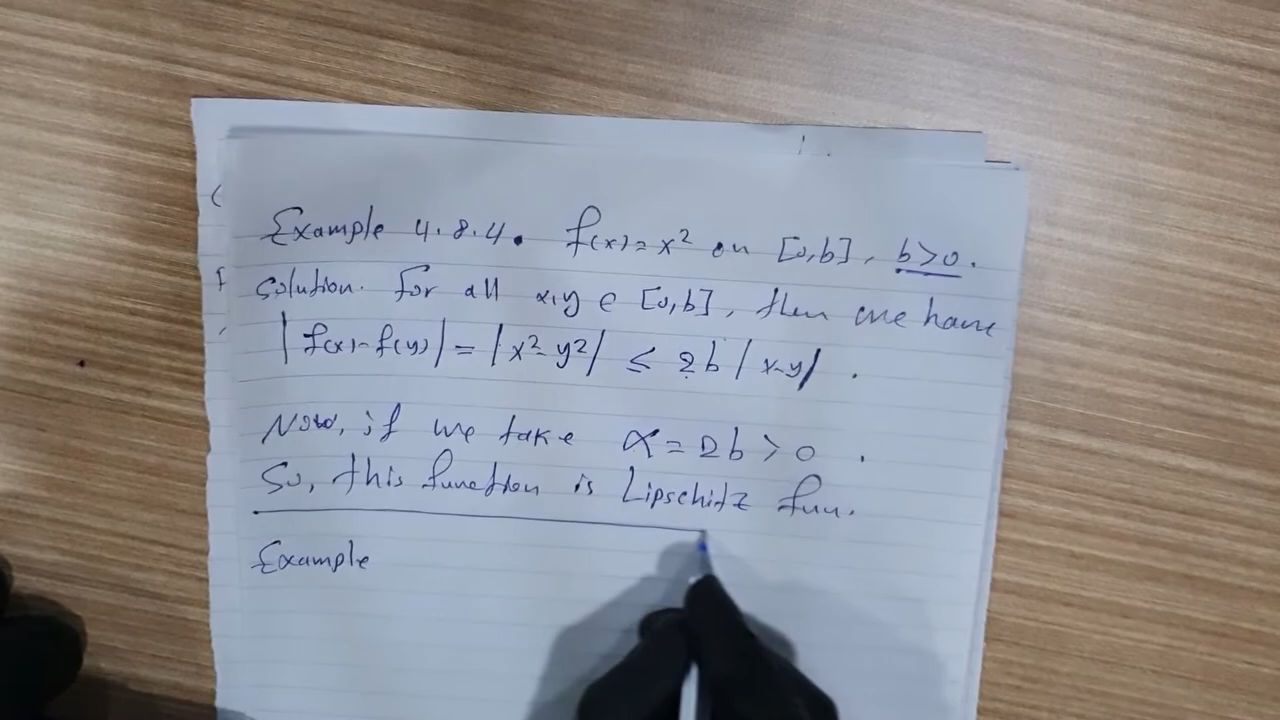 Example 4.8.4. f(x)=x² on [0,b], b>0.
Solution. for all x,y ∈ [0,b], then we have
|f(x)-f(y)| = |x²-y²| ≤ 2b|x-y|.
Now, if we take α=2b>0.
So, this function is Lipschitz fun.
Example